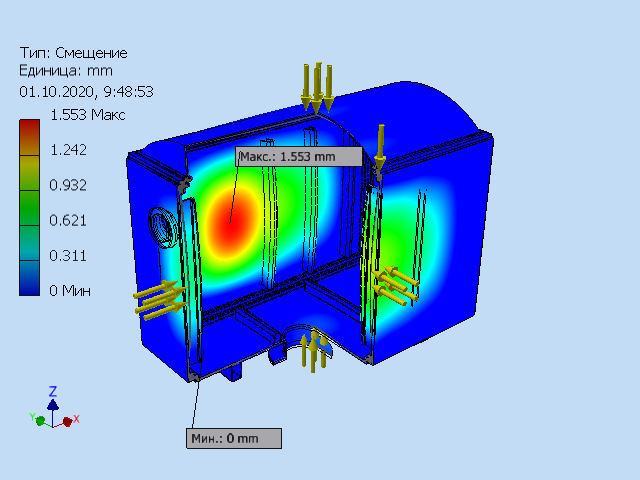 Тип: Смещение
Единица: mm
01.10.2020, 9:48:53
1.553 Макс
1.242
0.932
0.621
0.311
0 Мин
Макс.: 1.553 mm
Мин.: 0 mm
Z
Y
X